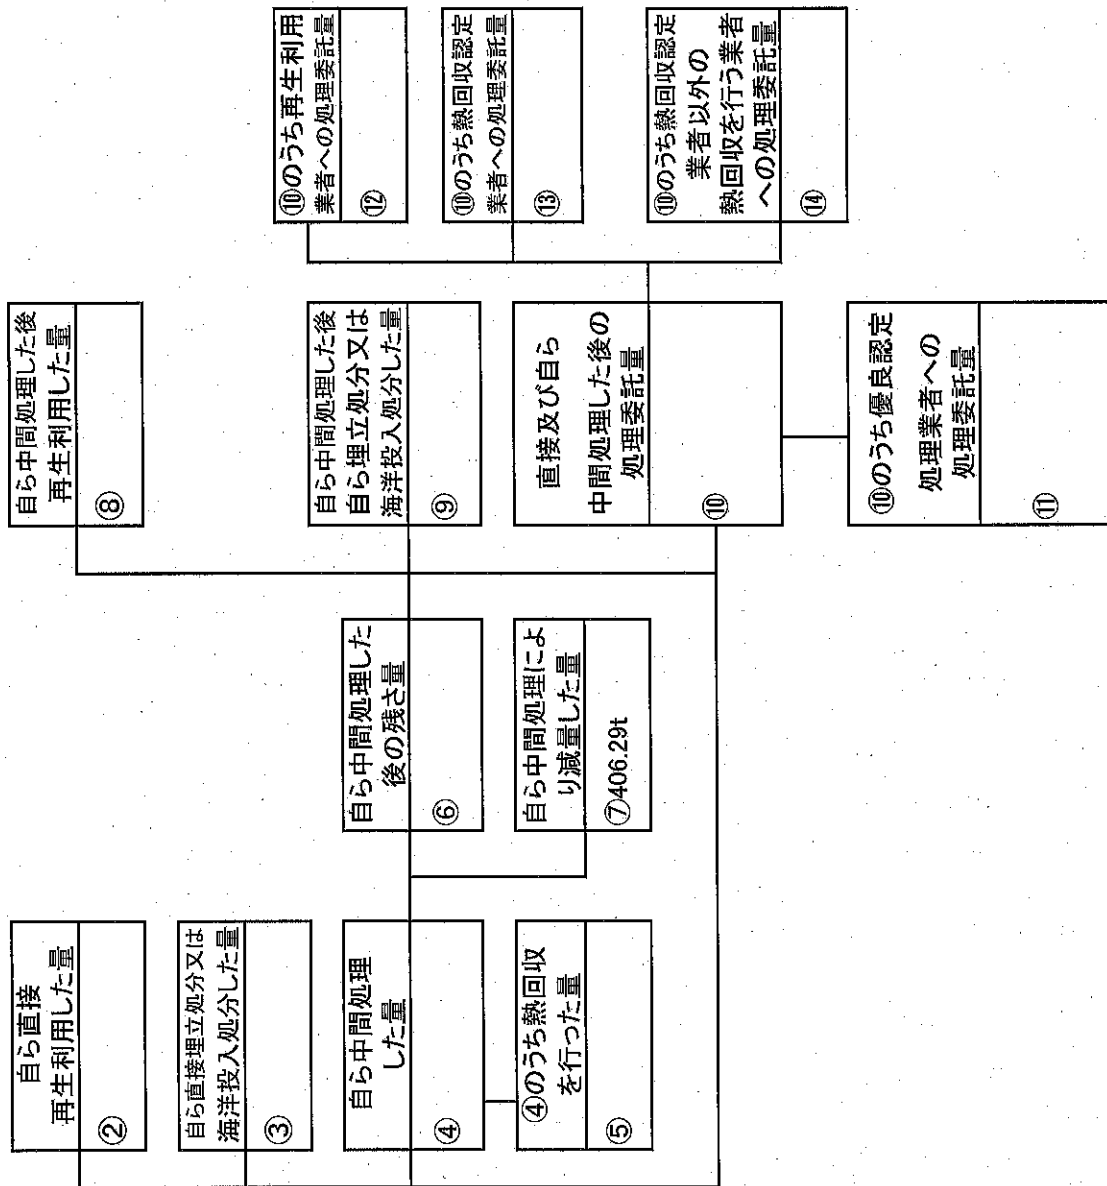 自ら直接
再生利用した量
②
自ら直接埋立処分又は
海洋投入処分した量
③
自ら中間処理
した量
④
④のうち熱回収
を行った量
⑤
自ら中間処理した
後の残さ量
⑥
自ら中間処理によ
り減量した量
⑦406.29t
自ら中間処理した後
再生利用した量
⑧
自ら中間処理した後
自ら埋立処分又は
海洋投入処分した量
⑨
直接及び自ら
中間処理した後の
処理委託量
⑩
⑩のうち優良認定
処理業者への
処理委託量
⑪
⑩のうち再生利用
業者への処理委託量
⑫
⑩のうち熱回収認定
業者への処理委託量
⑬
⑩のうち熱回収認定
業者以外の
熱回収を行う業者
への処理委託量
⑭